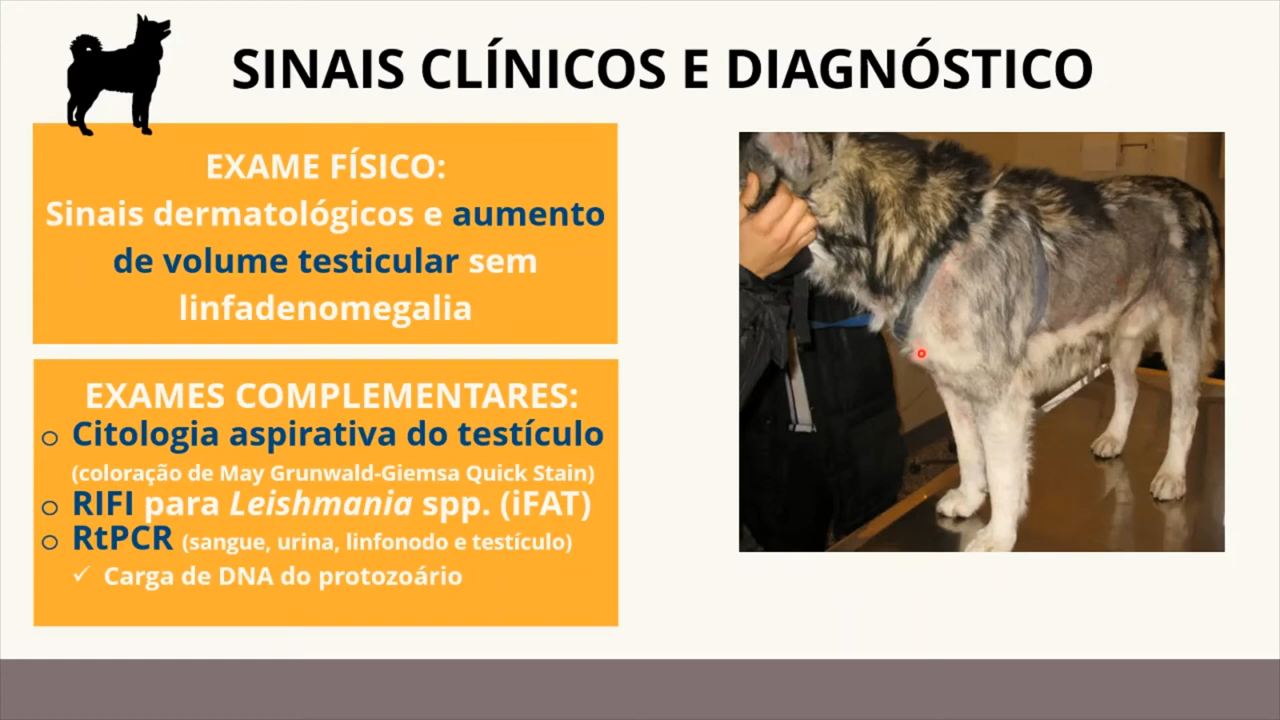 SINAIS CLÍNICOS E DIAGNÓSTICO
EXAME FÍSICO:
Sinais dermatológicos e aumento
de volume testicular sem
linfadenomegalia
EXAMES COMPLEMENTARES:
○ Citologia aspirativa do testículo
(coloração de May Grunwald-Giemsa Quick Stain)
○ RIFI para Leishmania spp. (iFAT)
○ RtPCR (sangue, urina, linfonodo e testículo)
✓ Carga de DNA do protozoário